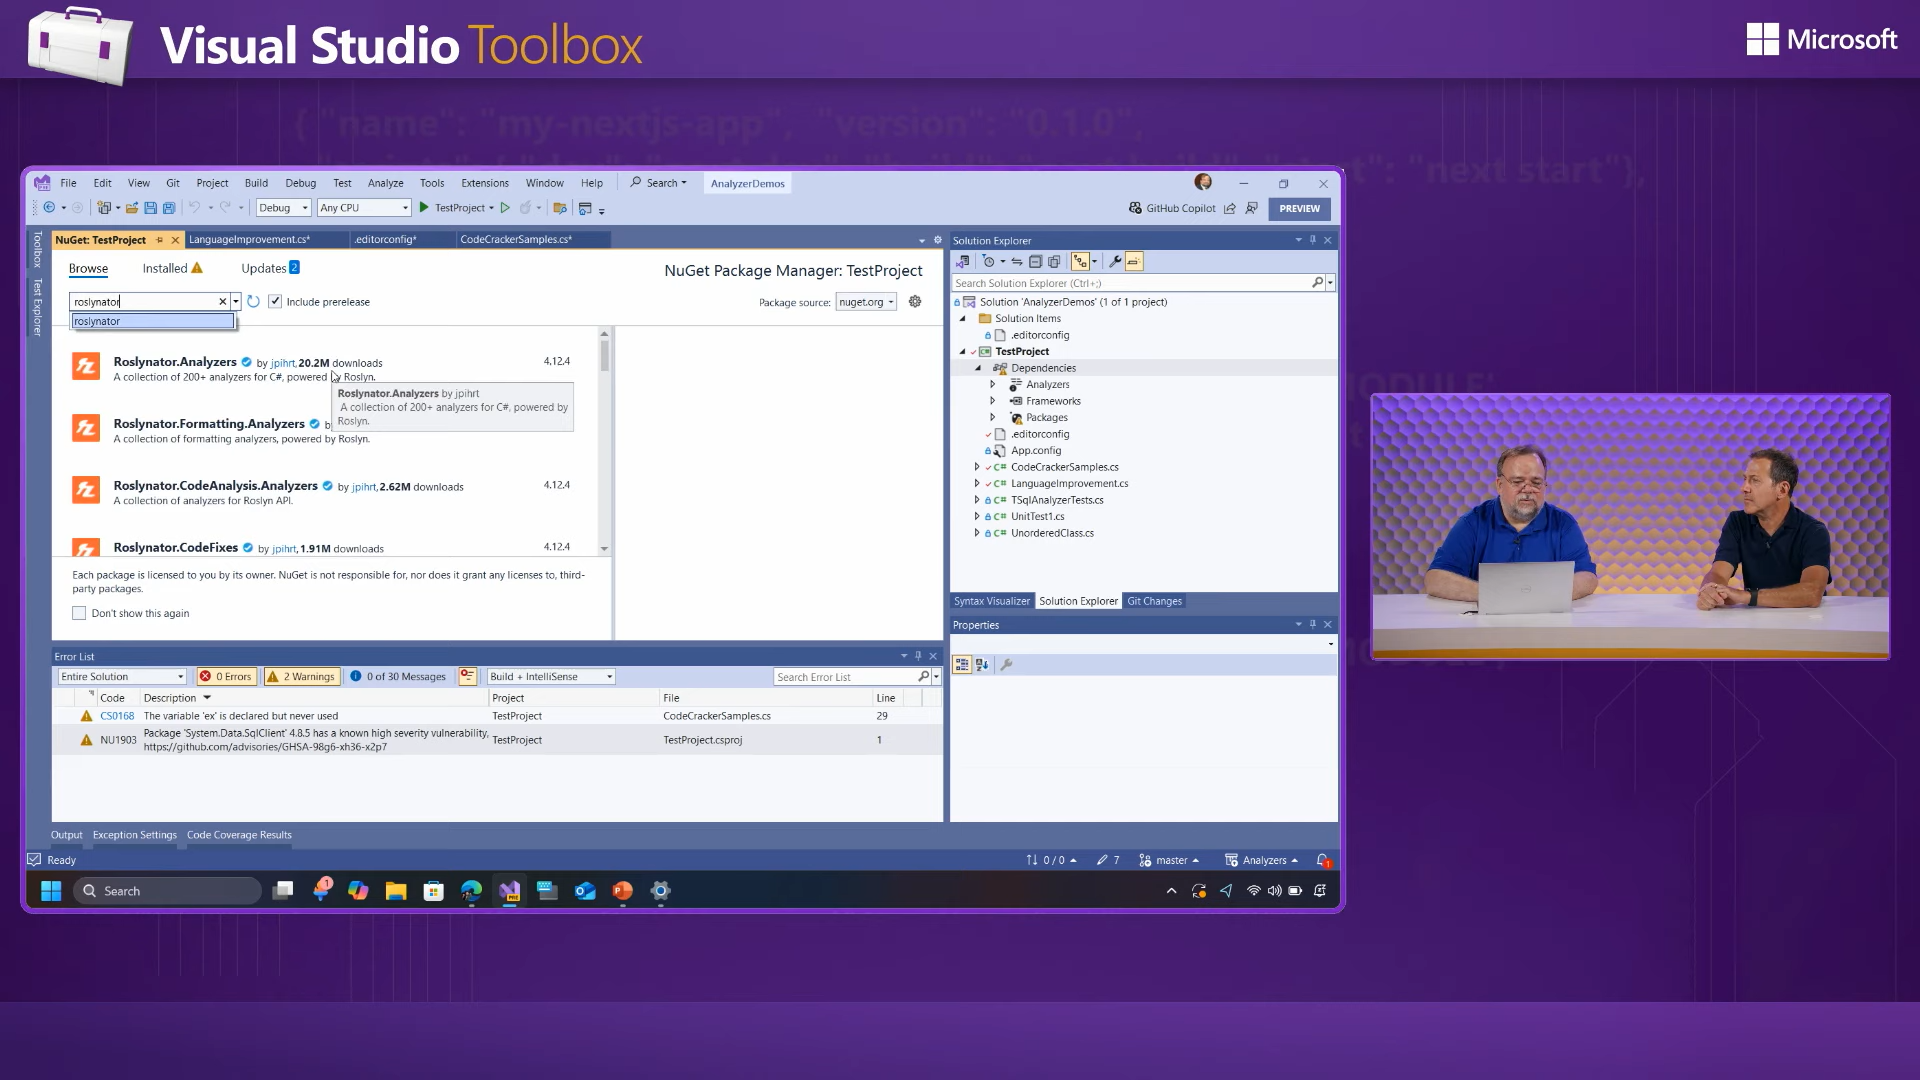 Visual Studio Toolbox
Microsoft
{ "name": "my-nextjs-app", "version": "0.1.0",
"start": "next start"},
File Edit View Git Project Build Debug Test Analyze Tools Extensions Window Help Search AnalyzerDemos
Debug Any CPU TestProject GitHub Copilot PREVIEW
Toolbox
Test Explorer
NuGet: TestProject LanguageImprovement.cs* .editorconfig* CodeCrackerSamples.cs*
Browse Installed Updates 2 NuGet Package Manager: TestProject
roslynator Include prerelease Package source: nuget.org
roslynator
Roslynator.Analyzers by jpihrt, 20.2M downloads 4.12.4
A collection of 200+ analyzers for C#, powered Roslyn.
Roslynator.Analyzers by jpihrt
A collection of 200+ analyzers for C#, powered by
Roslyn.
Roslynator.Formatting.Analyzers
A collection of formatting analyzers, powered by Roslyn.
Roslynator.CodeAnalysis.Analyzers by jpihrt, 2.62M downloads 4.12.4
A collection of analyzers for Roslyn API.
Roslynator.CodeFixes by jpihrt, 1.91M downloads 4.12.4
Each package is licensed to you by its owner. NuGet is not responsible for, nor does it grant any licenses to, third-
party packages.
Don't show this again
Solution Explorer
Search Solution Explorer (Ctrl+;)
Solution 'AnalyzerDemos' (1 of 1 project)
Solution Items
.editorconfig
TestProject
Dependencies
Analyzers
Frameworks
Packages
.editorconfig
App.config
CodeCrackerSamples.cs
LanguageImprovement.cs
TSqlAnalyzerTests.cs
UnitTest1.cs
UnorderedClass.cs
Syntax Visualizer Solution Explorer Git Changes
Properties
Error List
Entire Solution 0 Errors 2 Warnings 0 of 30 Messages Build + IntelliSense Search Error List
Code Description Project File Line
CS0168 The variable 'ex' is declared but never used TestProject CodeCrackerSamples.cs 29
NU1903 Package 'System.Data.SqlClient' 4.8.5 has a known high severity vulnerability, TestProject TestProject.csproj 1
https://github.com/advisories/GHSA-98g6-xh36-x2p7
Output Exception Settings Code Coverage Results
Ready 0 / 0 7 master Analyzers 1
Search 1